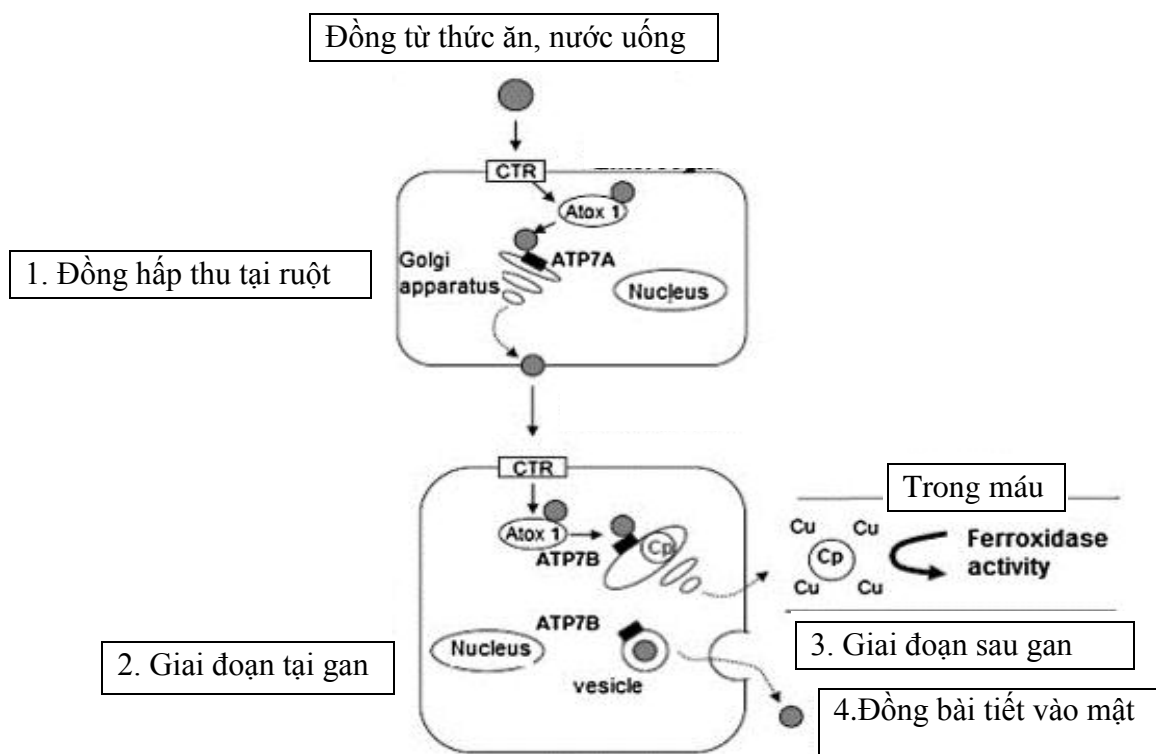 Đồng từ thức ăn, nước uống
CTR
Atox 1
ATP7A
Golgi
apparatus
Nucleus
1. Đồng hấp thu tại ruột
CTR
Atox 1
ATP7B
Cp
Trong máu
Cu Cu
Cp
Cu Cu
Ferroxidase
activity
ATP7B
Nucleus
vesicle
2. Giai đoạn tại gan
3. Giai đoạn sau gan
4.Đồng bài tiết vào mật